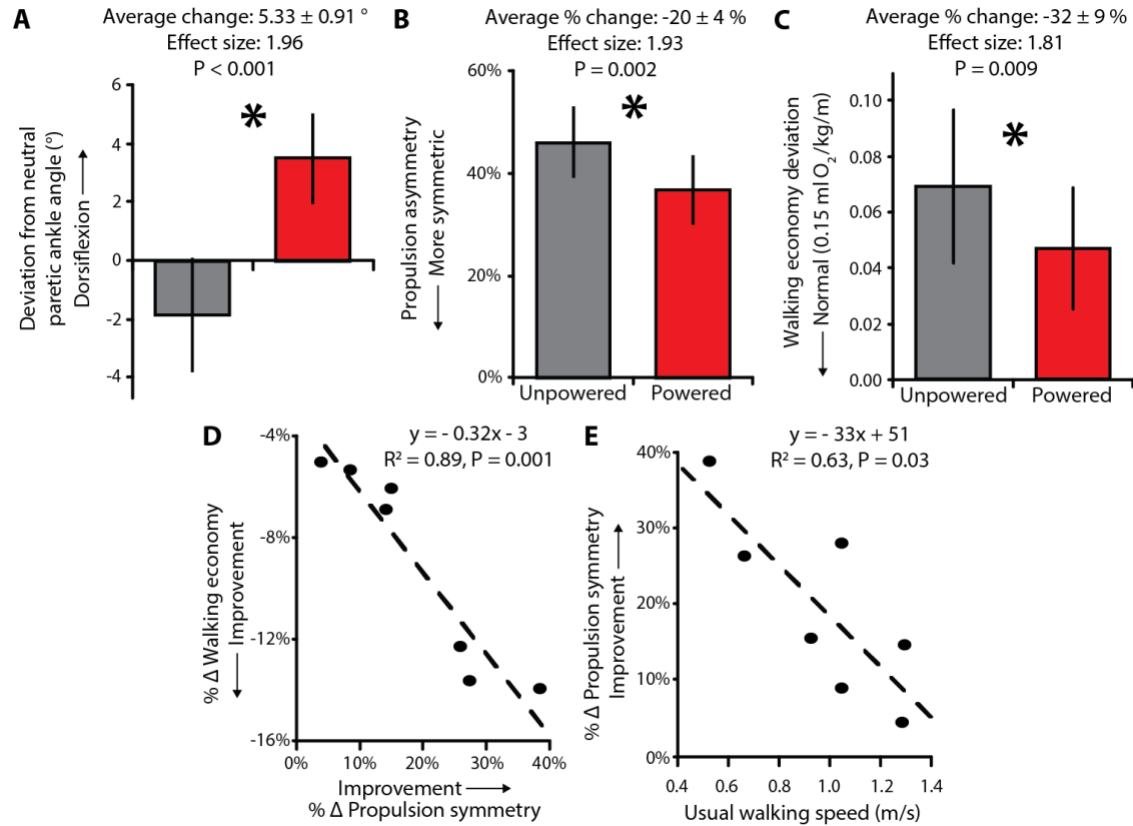 A
Average change: 5.33 ± 0.91 °
Effect size: 1.96
P < 0.001
6
4
2
0
-2
-4
Deviation from neutral
paretic ankle angle (°)
Dorsiflexion
*
B
Average % change: -20 ± 4 %
Effect size: 1.93
P = 0.002
60%
40%
20%
0%
Propulsion asymmetry
More symmetric
*
Unpowered
Powered
C
Average % change: -32 ± 9 %
Effect size: 1.81
P = 0.009
0.10
0.08
0.06
0.04
0.02
0.00
Walking economy deviation
Normal (0.15 ml O₂/kg/m)
*
Unpowered
Powered
D
y = - 0.32x - 3
R² = 0.89, P = 0.001
-4%
-8%
-12%
-16%
% Δ Walking economy
Improvement
0%
10%
20%
30%
40%
Improvement
% Δ Propulsion symmetry
E
y = - 33x + 51
R² = 0.63, P = 0.03
40%
30%
20%
10%
0%
% Δ Propulsion symmetry
Improvement
0.4
0.6
0.8
1.0
1.2
1.4
Usual walking speed (m/s)